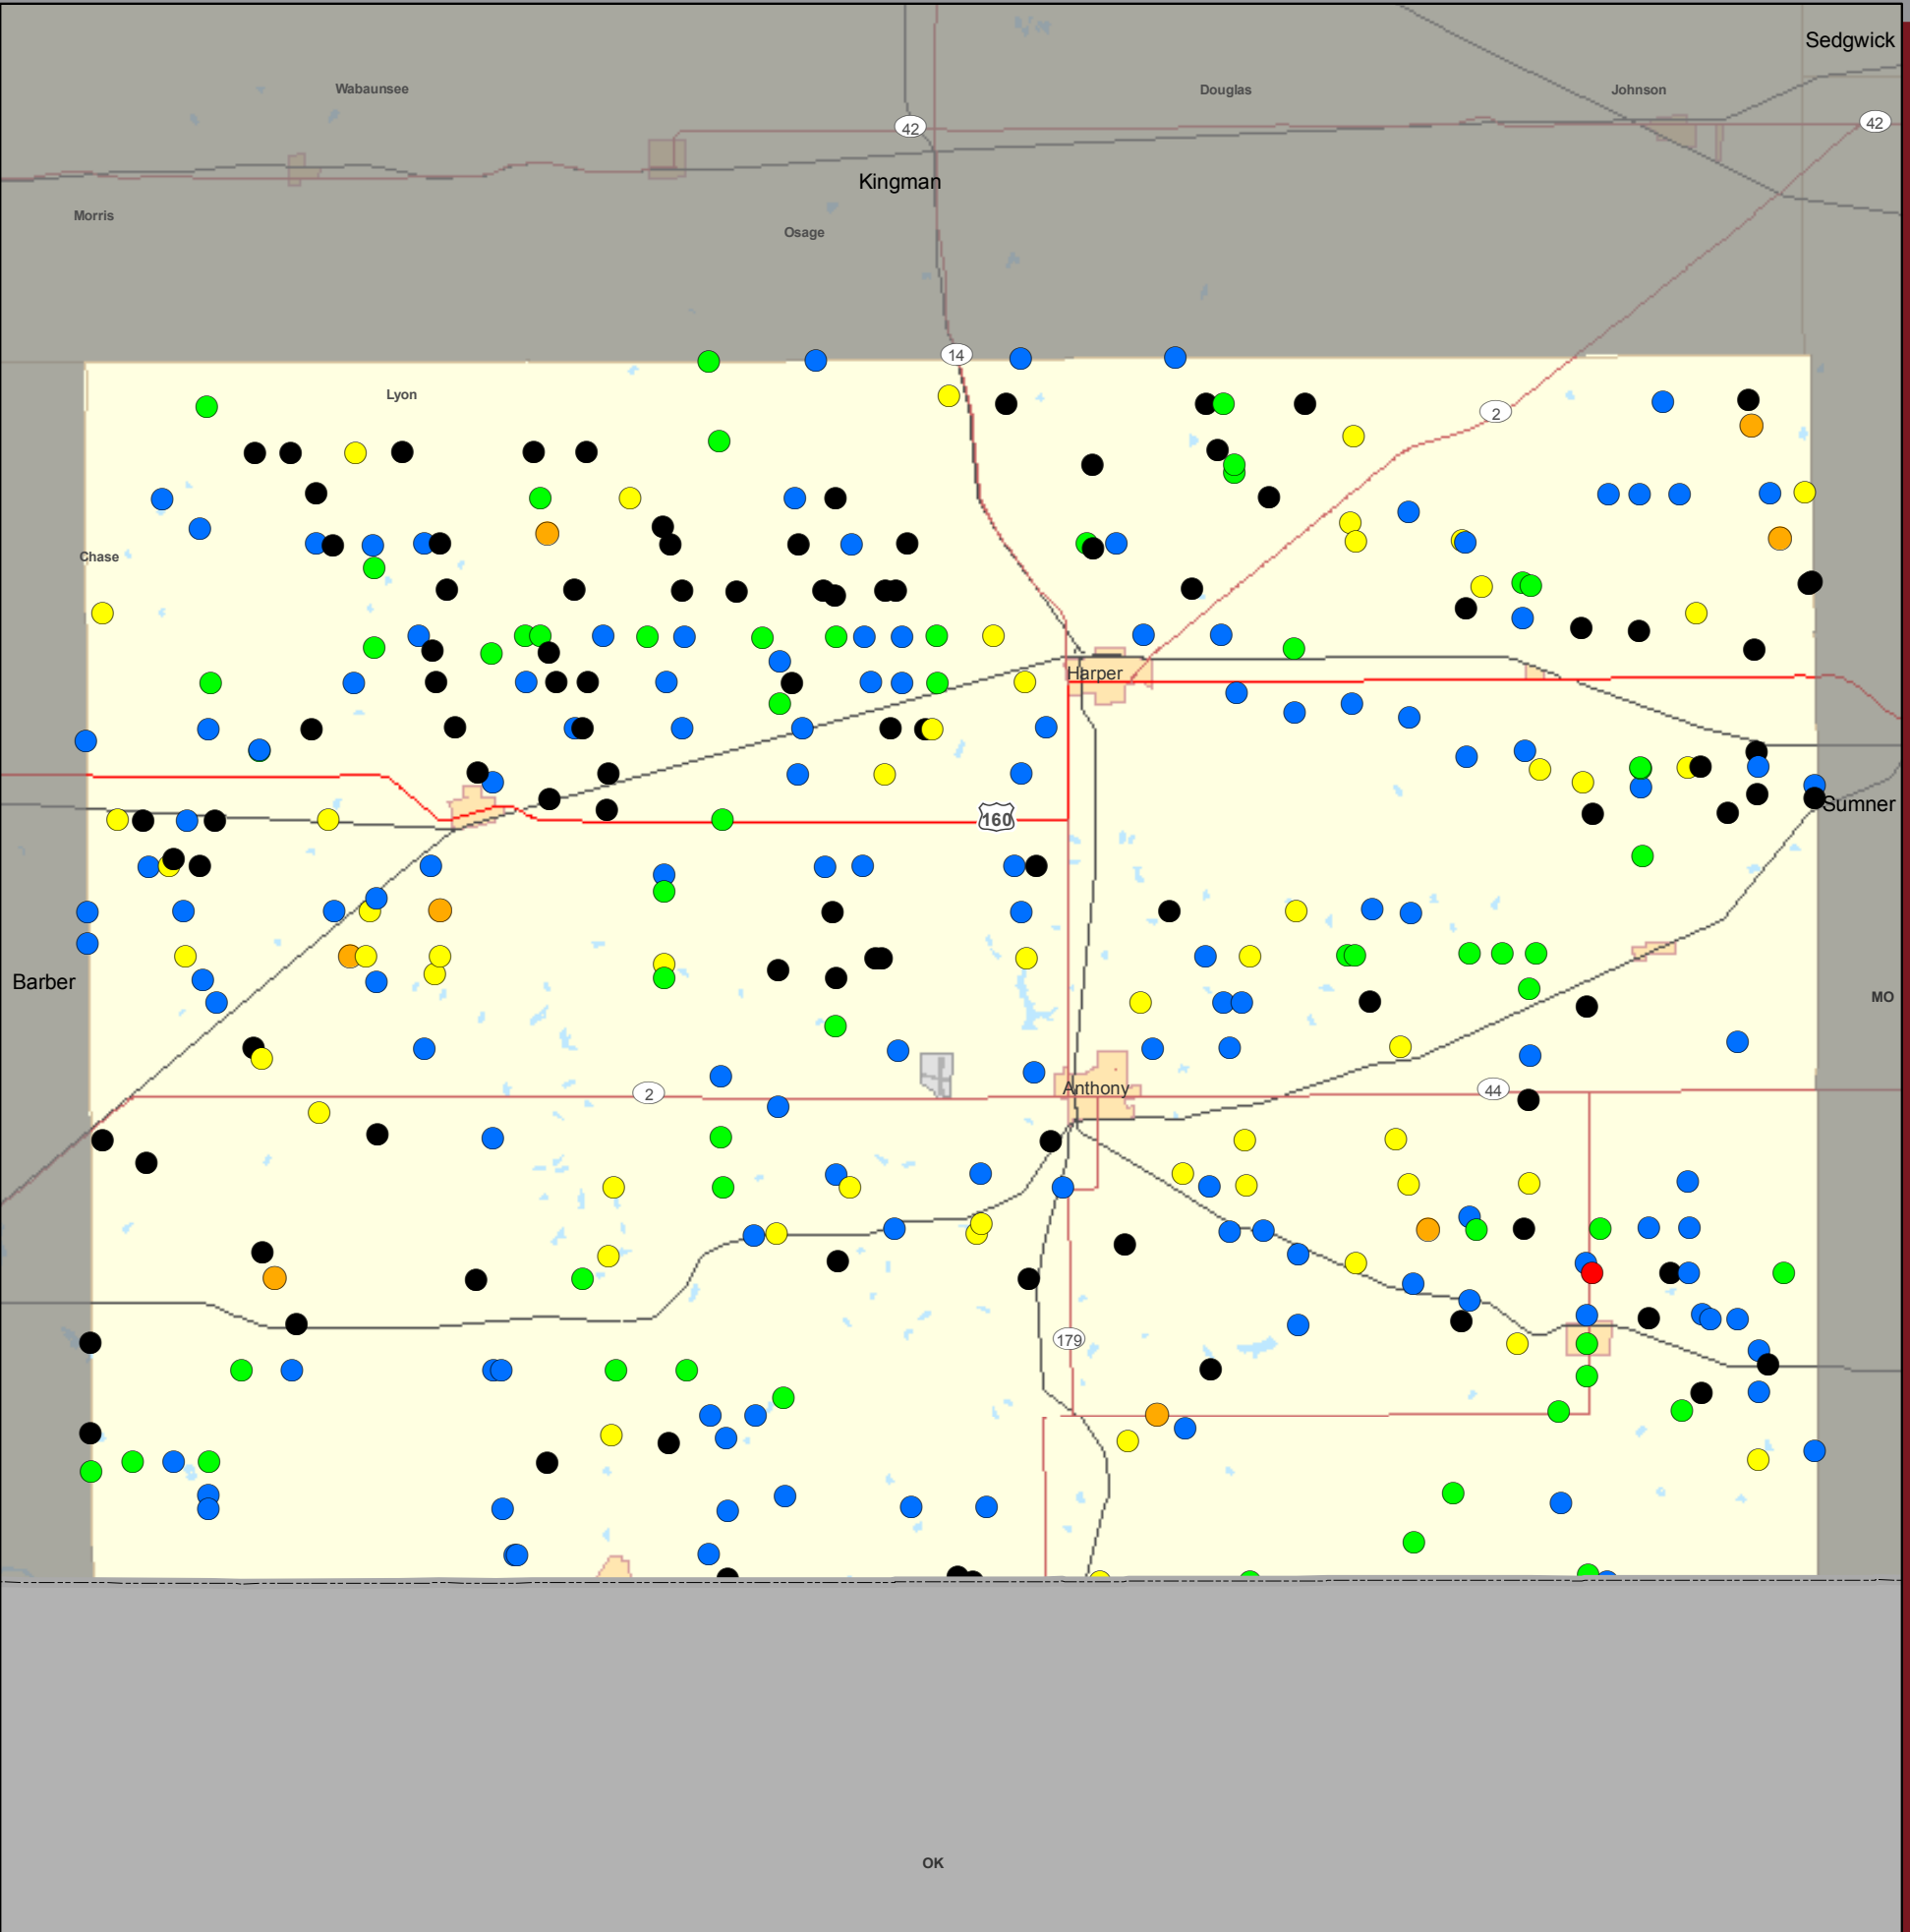 Sedgwick
Wabaunsee
Douglas
Johnson
42
42
Kingman
Morris
Osage
14
Lyon
2
Chase
Harper
160
Sumner
Barber
MO
Anthony
2
44
179
OK